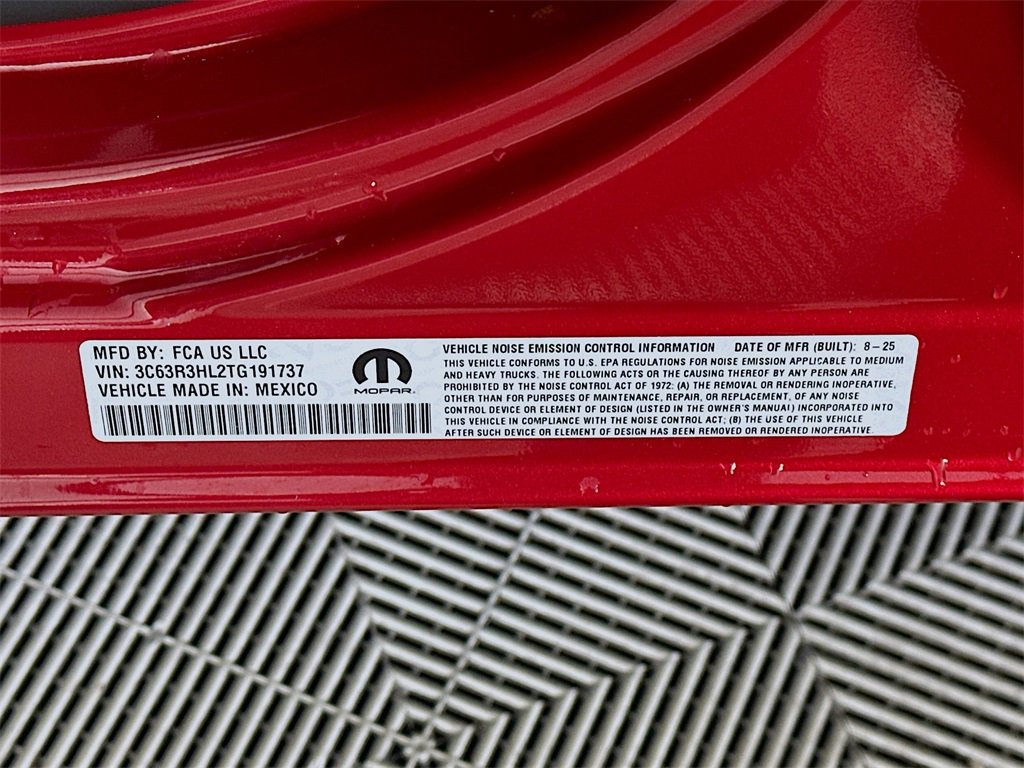 MFD BY: FCA US LLC
VIN: 3C63R3HL2TG191737
VEHICLE MADE IN: MEXICO
MOPAR.
VEHICLE NOISE EMISSION CONTROL INFORMATION DATE OF MFR (BUILT): 8-25
THIS VEHICLE CONFORMS TO U.S. EPA REGULATIONS FOR NOISE EMISSION APPLICABLE TO MEDIUM
AND HEAVY TRUCKS. THE FOLLOWING ACTS OR THE CAUSING THEREOF BY ANY PERSON ARE
PROHIBITED BY THE NOISE CONTROL ACT OF 1972: (A) THE REMOVAL OR RENDERING INOPERATIVE,
OTHER THAN FOR PURPOSES OF MAINTENANCE, REPAIR, OR REPLACEMENT, OF ANY NOISE
CONTROL DEVICE OR ELEMENT OF DESIGN (LISTED IN THE OWNER'S MANUAL) INCORPORATED INTO
THIS VEHICLE IN COMPLIANCE WITH THE NOISE CONTROL ACT; (B) THE USE OF THIS VEHICLE
AFTER SUCH DEVICE OR ELEMENT OF DESIGN HAS BEEN REMOVED OR RENDERED INOPERATIVE.